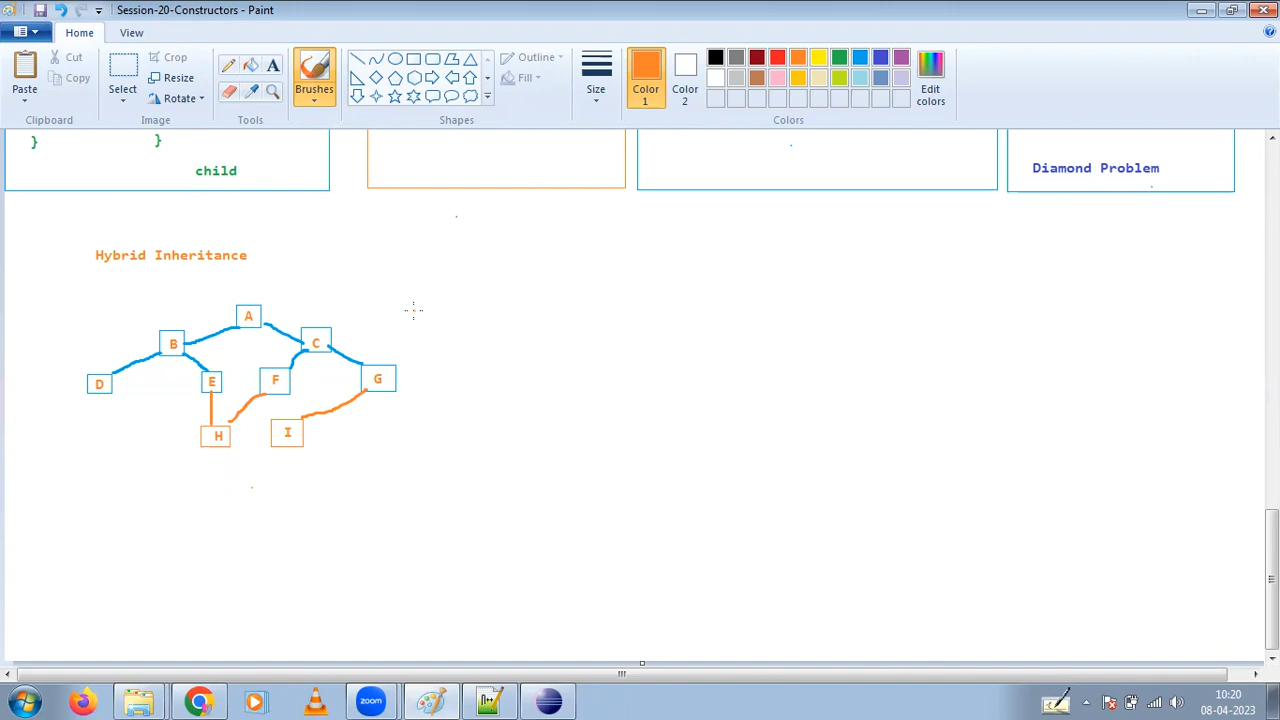 Session-20-Constructors - Paint
Home
View
Paste
Cut
Copy
Clipboard
Select
Crop
Resize
Rotate
Image
A
Tools
Brushes
Shapes
Outline
Fill
Size
Color 1
Color 2
Edit colors
Colors
}
}
child
Diamond Problem
Hybrid Inheritance
A
B
C
D
E
F
G
H
I
zoom
10:20
08-04-2023